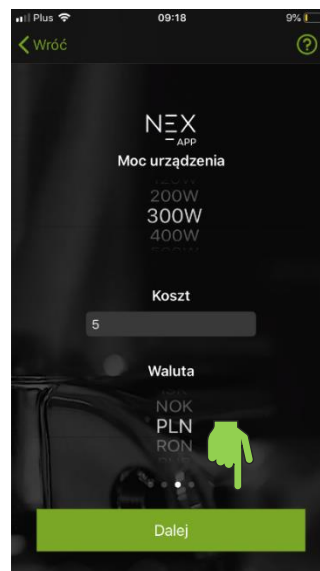 Plus 09:18 9%
Wróć
NEX
APP
Moc urządzenia
200W
300W
400W
Koszt
5
Waluta
NOK
PLN
RON
Dalej